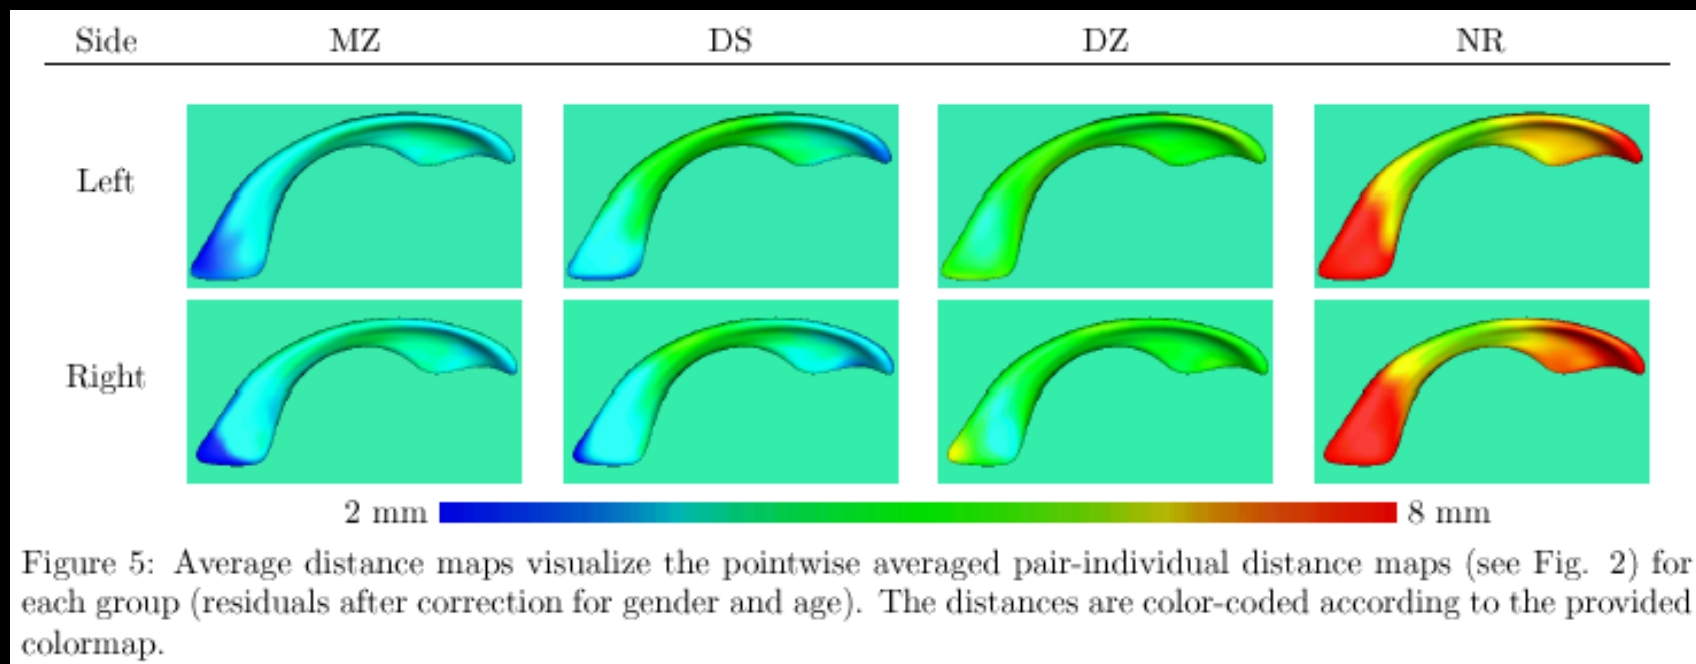 Side MZ DS DZ NR
Left
Right
2 mm 8 mm
Figure 5: Average distance maps visualize the pointwise averaged pair-individual distance maps (see Fig. 2) for
each group (residuals after correction for gender and age). The distances are color-coded according to the provided
colormap.